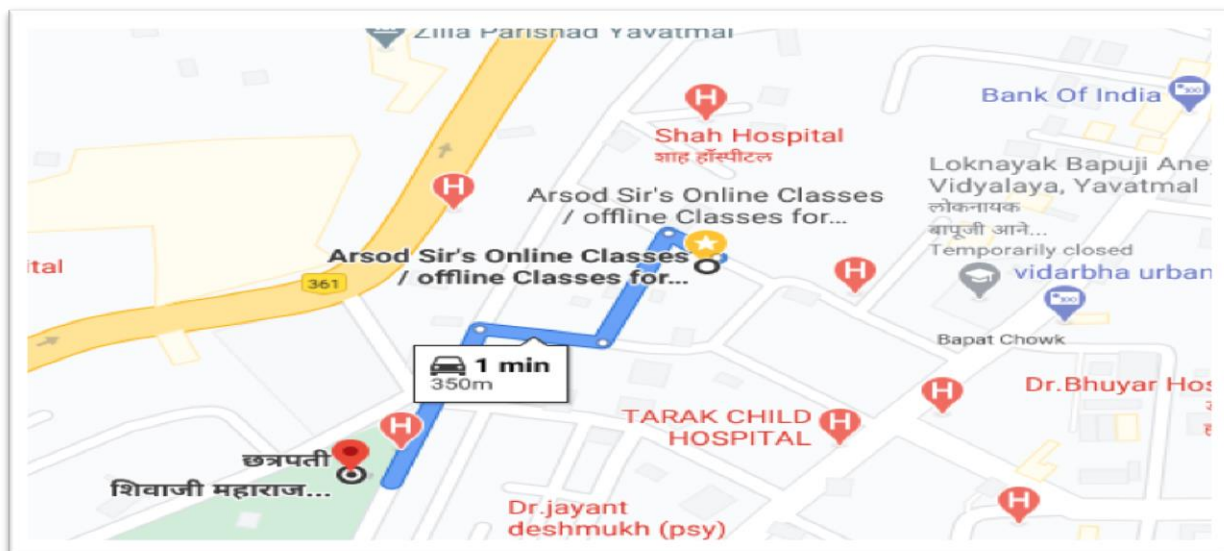 Zilla Parishad Yavatmal
Bank Of India
Shah Hospital
शाह हॉस्पीटल
Loknayak Bapuji Ane
Vidyalaya, Yavatmal
लोकनायक
बापूजी आने...
Temporarily closed
Arsod Sir's Online Classes
/ offline Classes for...
Arsod Sir's Online Classes
/ offline Classes for...
ital
361
vidarbha urban
Bapat Chowk
1 min
350m
Dr.Bhuyar Hos
TARAK CHILD
HOSPITAL
छत्रपती
शिवाजी महाराज...
Dr.jayant
deshmukh (psy)
H
H
H
H
H
H
H